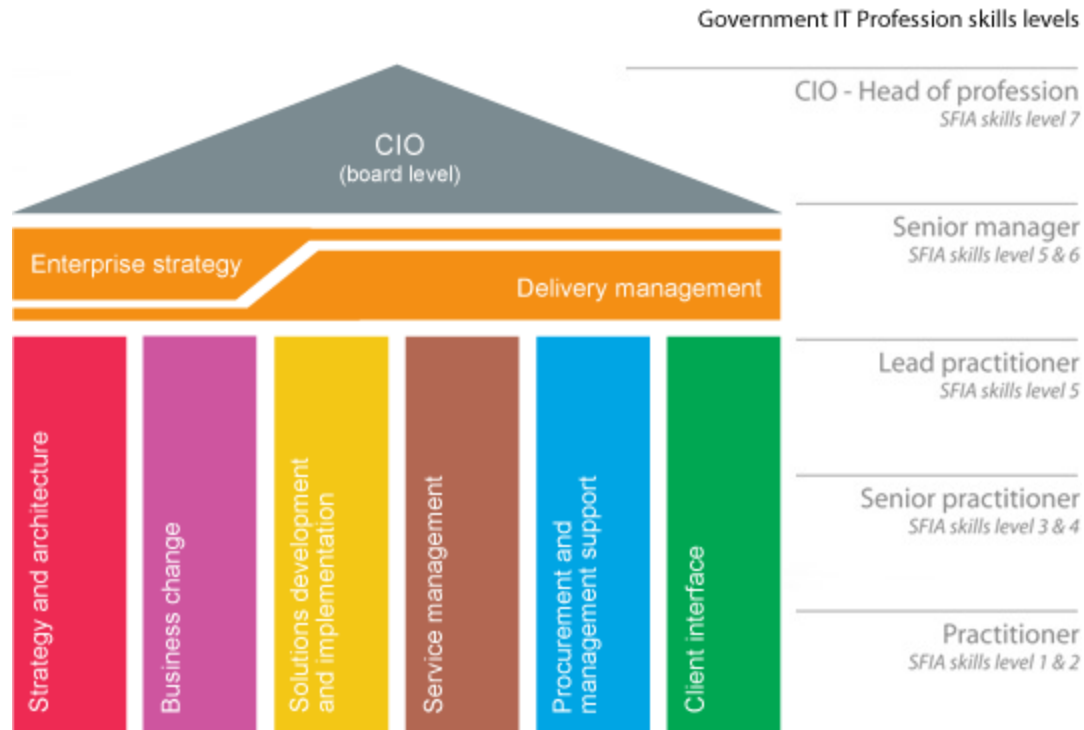 Government IT Profession skills levels
CIO - Head of profession
SFIA skills level 7
CIO
(board level)
Senior manager
SFIA skills level 5 & 6
Enterprise strategy
Delivery management
Lead practitioner
SFIA skills level 5
Senior practitioner
SFIA skills level 3 & 4
Practitioner
SFIA skills level 1 & 2
Strategy and architecture
Business change
Solutions development
and implementation
Service management
Procurement and
management support
Client interface